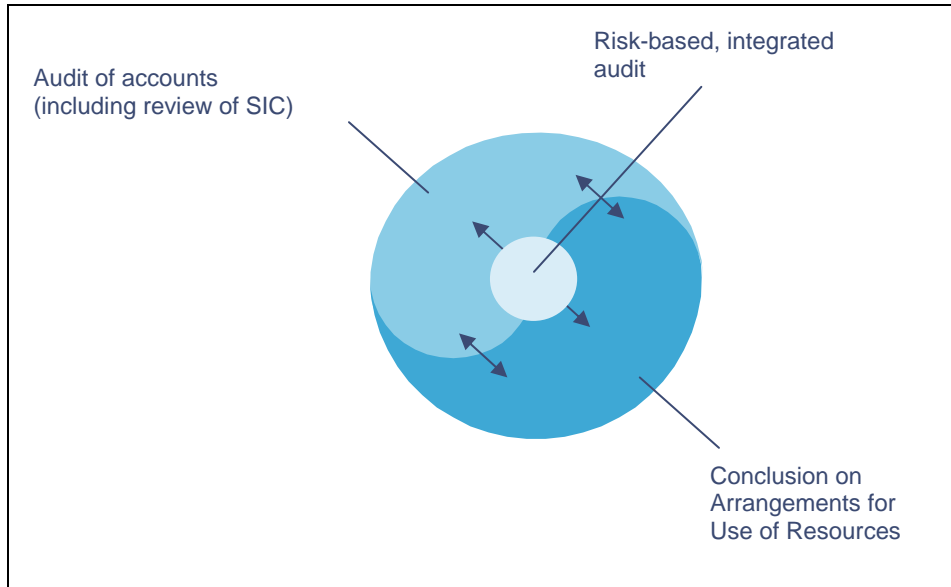 Audit of accounts
(including review of SIC)
Risk-based, integrated
audit
Conclusion on
Arrangements for
Use of Resources